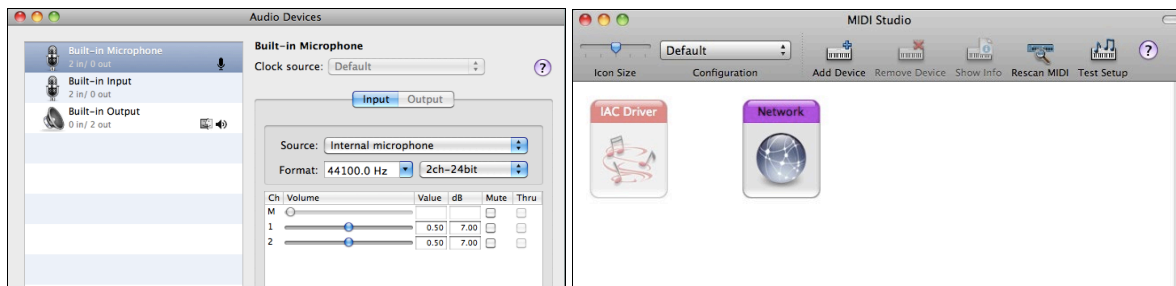 Audio Devices
Built-in Microphone
2 in/ 0 out
Built-in Input
2 in/ 0 out
Built-in Output
0 in/ 2 out
Built-in Microphone
Clock source: Default
?
Input Output
Source: Internal microphone
Format: 44100.0 Hz 2ch-24bit
Ch Volume Value dB Mute Thru
M
1 0.50 7.00
2 0.50 7.00
MIDI Studio
Default
?
Icon Size Configuration Add Device Remove Device Show Info Rescan MIDI Test Setup
IAC Driver Network